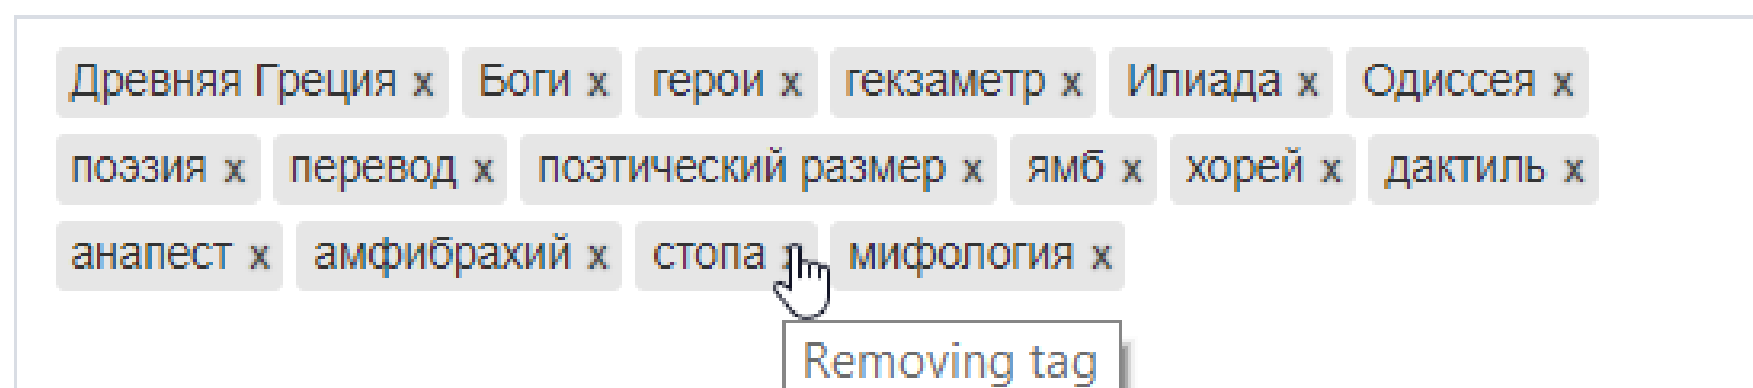 Древняя Греция x Боги x герои x гекзаметр x Илиада x Одиссея x
поэзия x перевод x поэтический размер x ямб x хорей x дактиль x
анапест x амфибрахий x стопа x мифология x
Removing tag